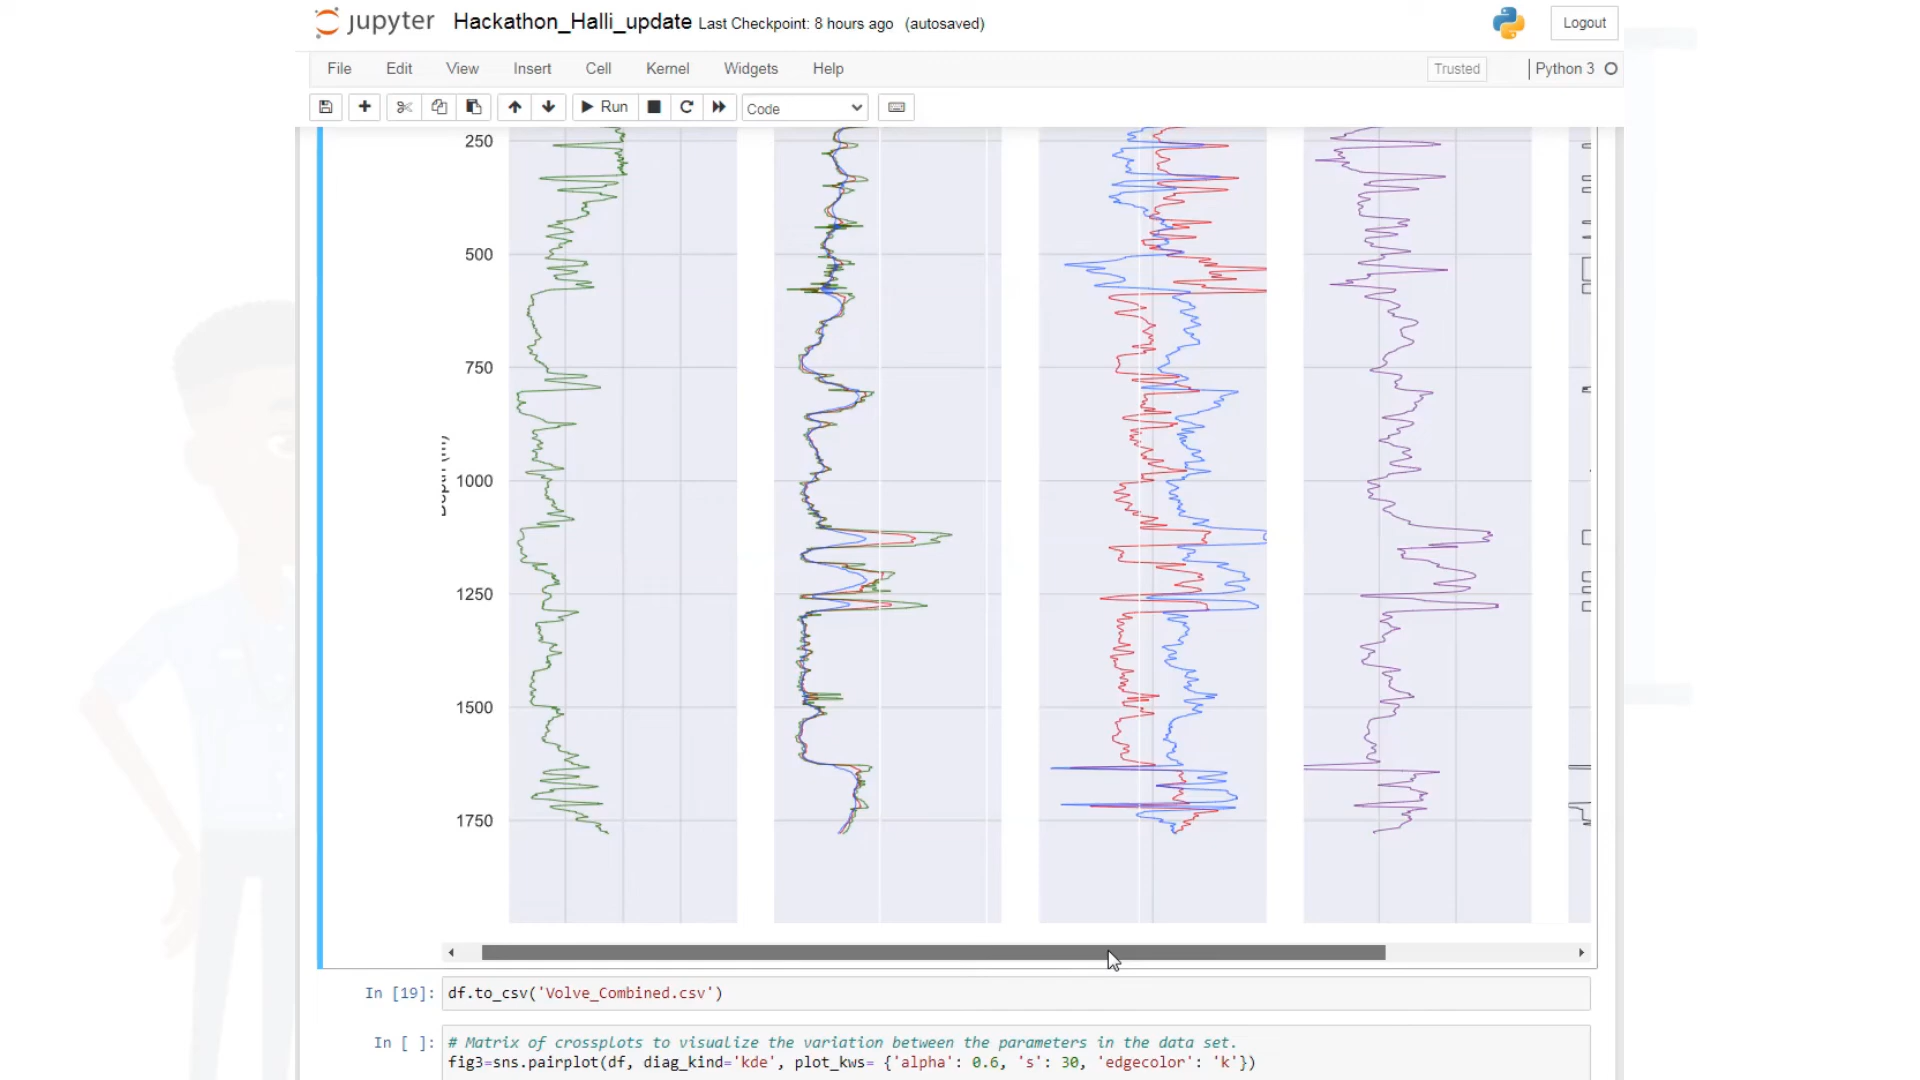 jupyter Hackathon_Halli_update Last Checkpoint: 8 hours ago (autosaved) Logout
File Edit View Insert Cell Kernel Widgets Help Trusted Python 3
Run Code
250
500
750
1000
1250
1500
1750
In [19]: df.to_csv('Volve_Combined.csv')
In [ ]: # Matrix of crossplots to visualize the variation between the parameters in the data set.
fig3=sns.pairplot(df, diag_kind='kde', plot_kws= {'alpha': 0.6, 's': 30, 'edgecolor': 'k'})